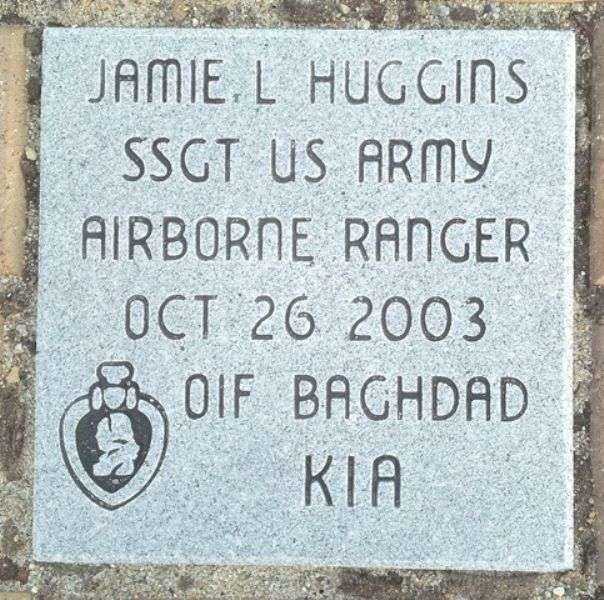 JAMIE L HUGGINS
SSGT US ARMY
AIRBORNE RANGER
OCT 26 2003
OIF BAGHDAD
KIA